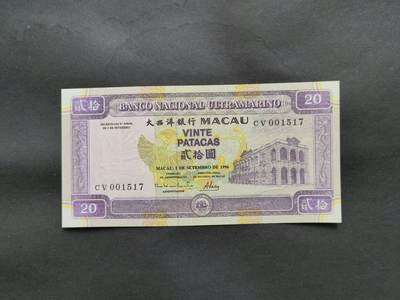 貳拾 BANCO NACIONAL ULTRAMARINO 20
大西洋銀行 MACAU CV 001517
VINTE
PATACAS
貳拾圓
MACAU, 1 DE SETEMBRO DE 1996
CV 001517
20 貳拾